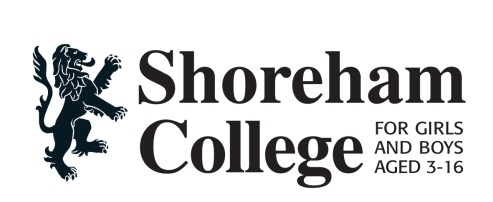 Shoreham
College
FOR GIRLS
AND BOYS
AGED 3-16